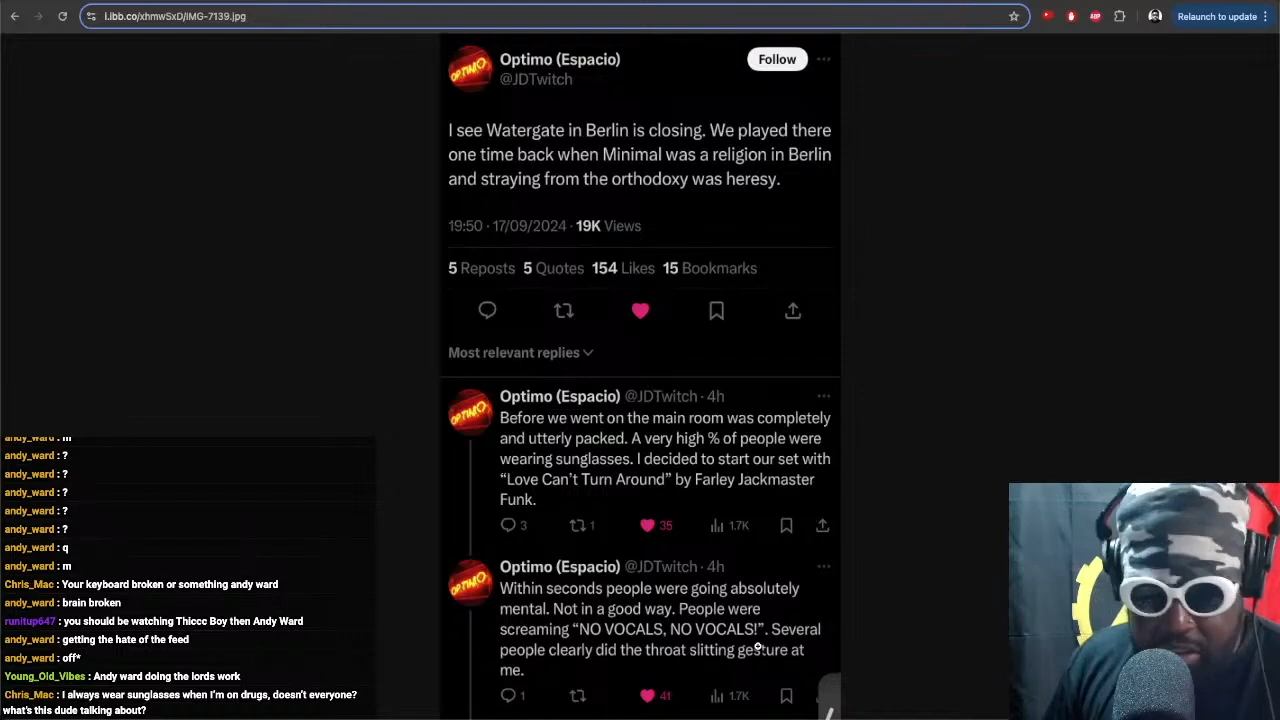 i.ibb.co/xhmwSxD/IMG-7139.jpg
Relaunch to update
Optimo (Espacio)
@JDTwitch
Follow
OPTIMO
I see Watergate in Berlin is closing. We played there
one time back when Minimal was a religion in Berlin
and straying from the orthodoxy was heresy.
19:50 · 17/09/2024 · 19K Views
5 Reposts 5 Quotes 154 Likes 15 Bookmarks
Most relevant replies
OPTIMO
Optimo (Espacio) @JDTwitch · 4h
Before we went on the main room was completely
and utterly packed. A very high % of people were
wearing sunglasses. I decided to start our set with
“Love Can’t Turn Around” by Farley Jackmaster
Funk.
3 1 35 1.7K
OPTIMO
Optimo (Espacio) @JDTwitch · 4h
Within seconds people were going absolutely
mental. Not in a good way. People were
screaming “NO VOCALS, NO VOCALS!”. Several
people clearly did the throat slitting gesture at
me.
1 41 1.7K
andy_ward : m
andy_ward : ?
andy_ward : ?
andy_ward : ?
andy_ward : ?
andy_ward : ?
andy_ward : q
andy_ward : m
Chris_Mac : Your keyboard broken or something andy ward
andy_ward : brain broken
runitup647 : you should be watching Thiccc Boy then Andy Ward
andy_ward : getting the hate of the feed
andy_ward : off*
Young_Old_Vibes : Andy ward doing the lords work
Chris_Mac : I always wear sunglasses when I'm on drugs, doesn't everyone?
what's this dude talking about?